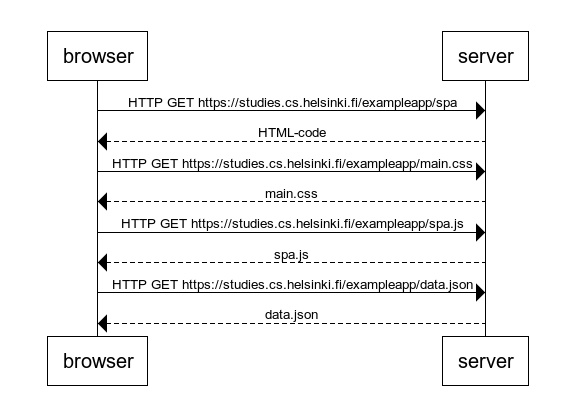 browser server
HTTP GET https://studies.cs.helsinki.fi/exampleapp/spa
HTML-code
HTTP GET https://studies.cs.helsinki.fi/exampleapp/main.css
main.css
HTTP GET https://studies.cs.helsinki.fi/exampleapp/spa.js
spa.js
HTTP GET https://studies.cs.helsinki.fi/exampleapp/data.json
data.json
browser server